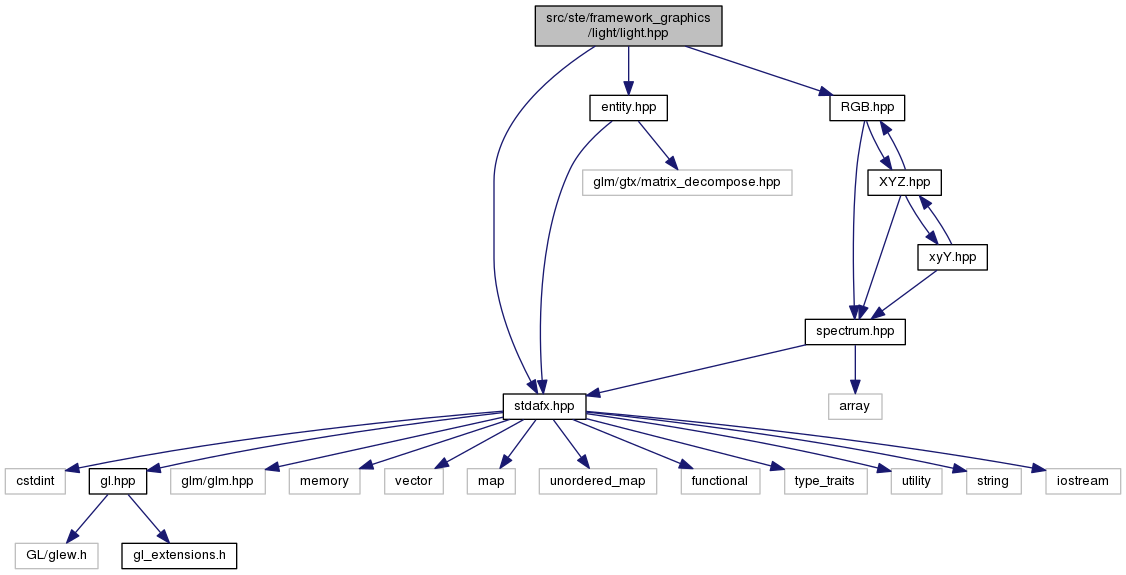 src/ste/framework_graphics
/light/light.hpp
entity.hpp
RGB.hpp
glm/gtx/matrix_decompose.hpp
XYZ.hpp
xyY.hpp
spectrum.hpp
stdafx.hpp
array
cstdint
gl.hpp
glm/glm.hpp
memory
vector
map
unordered_map
functional
type_traits
utility
string
iostream
GL/glew.h
gl_extensions.h